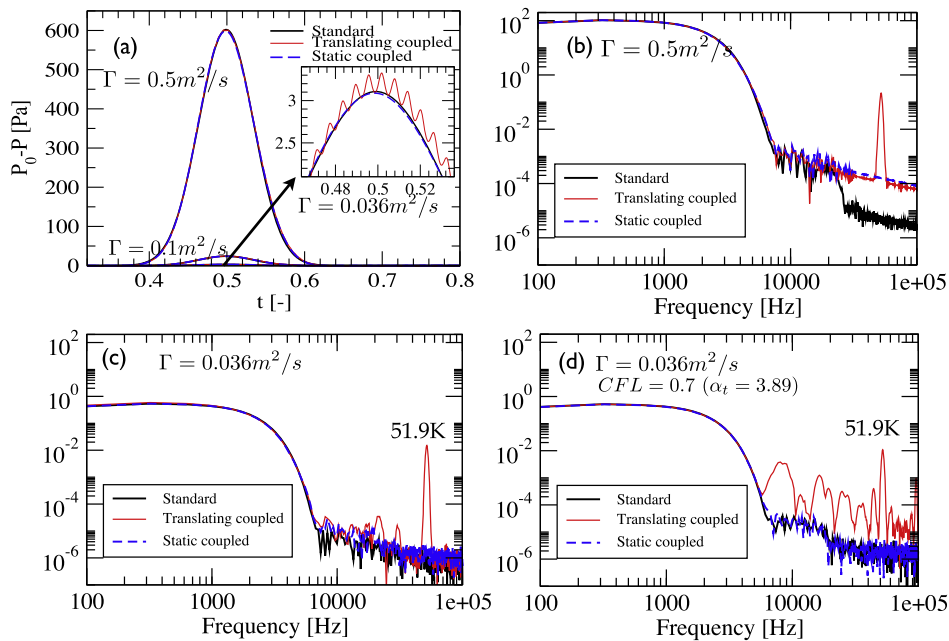 (a)
Standard
Translating coupled
Static coupled
Γ = 0.5m²/s
Γ = 0.1m²/s
Γ = 0.036m²/s
P₀-P [Pa]
600
500
400
300
200
100
0
3
2.5
0.48 0.5 0.52
0.4 0.5 0.6 0.7 0.8
t [-]
(b)
Γ = 0.5m²/s
10²
10⁰
10⁻²
10⁻⁴
10⁻⁶
Standard
Translating coupled
Static coupled
100 1000 10000 1e+05
Frequency [Hz]
(c)
Γ = 0.036m²/s
51.9K
10²
10⁰
10⁻²
10⁻⁴
10⁻⁶
Standard
Translating coupled
Static coupled
100 1000 10000 1e+05
Frequency [Hz]
(d)
Γ = 0.036m²/s
CFL = 0.7 (αₜ = 3.89)
51.9K
10²
10⁰
10⁻²
10⁻⁴
10⁻⁶
Standard
Translating coupled
Static coupled
100 1000 10000 1e+05
Frequency [Hz]